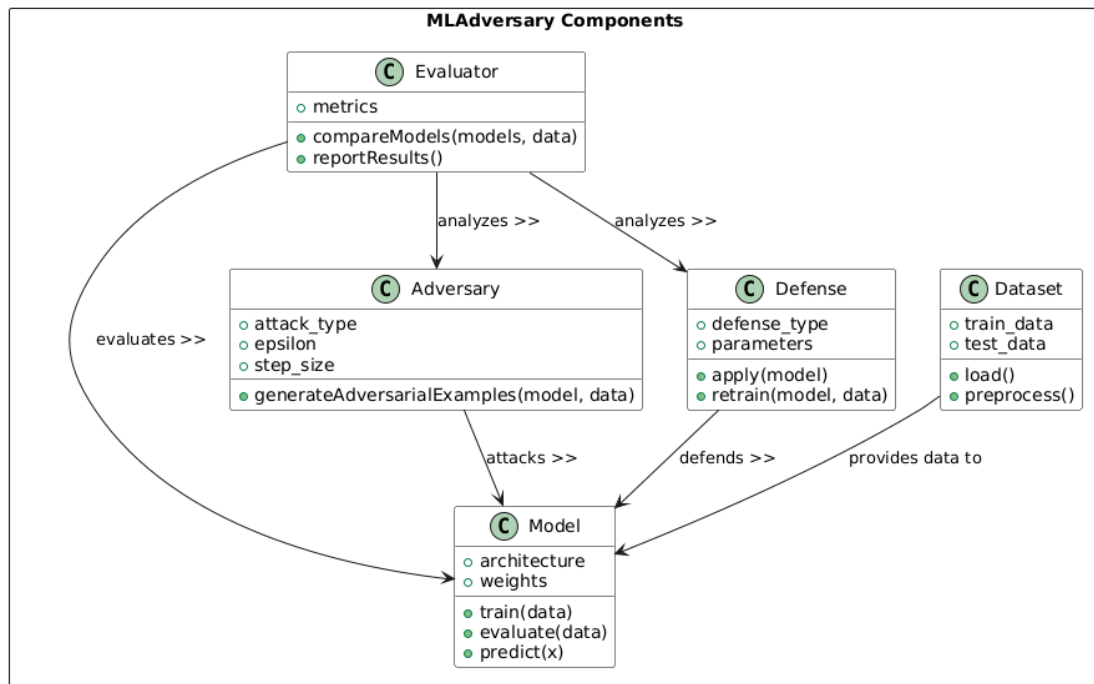 MLAdversary Components
C Evaluator
metrics
compareModels(models, data)
reportResults()
analyzes >>
analyzes >>
evaluates >>
C Adversary
attack_type
epsilon
step_size
generateAdversarialExamples(model, data)
C Defense
defense_type
parameters
apply(model)
retrain(model, data)
C Dataset
train_data
test_data
load()
preprocess()
attacks >>
defends >>
provides data to
C Model
architecture
weights
train(data)
evaluate(data)
predict(x)